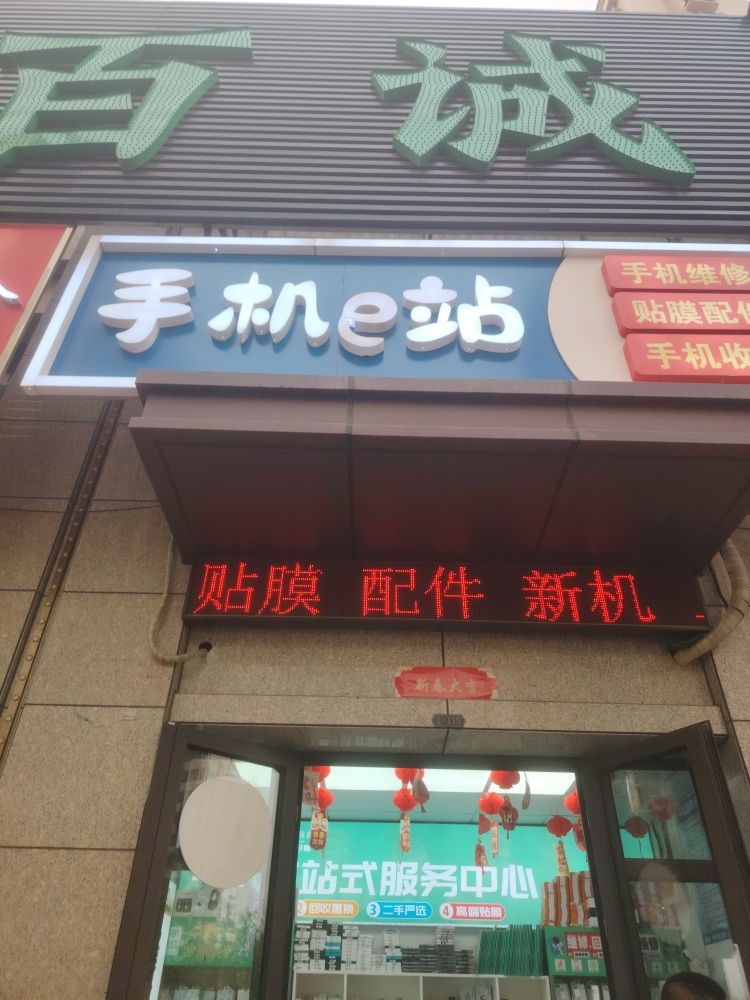 百诚
手机e站
手机维修
贴膜配件
手机收
贴膜 配件 新机
新春大吉
站式服务中心
2 回收置换 3 二手严选 4 高端贴膜
维修.回